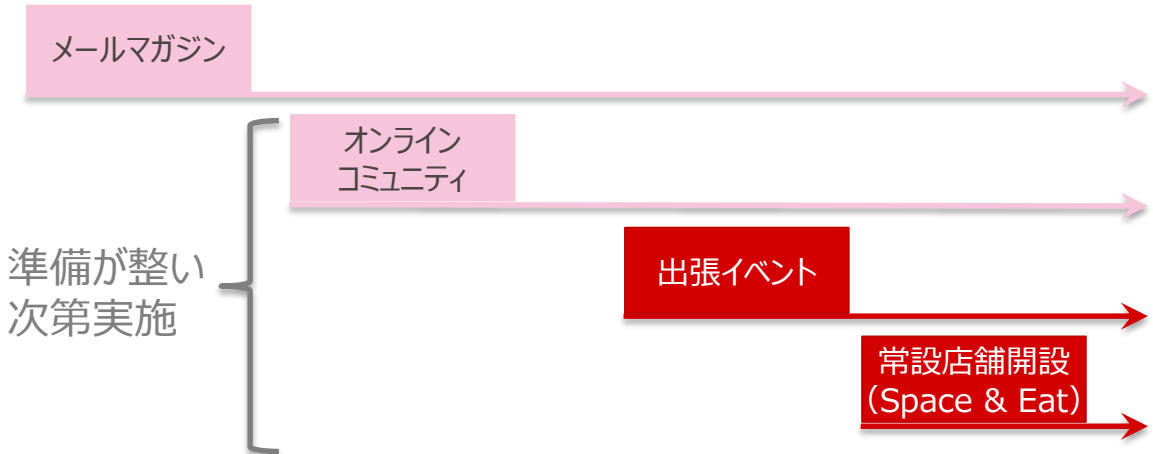 メールマガジン
オンライン
コミュニティ
準備が整い
次第実施
出張イベント
常設店舗開設
（Space & Eat）